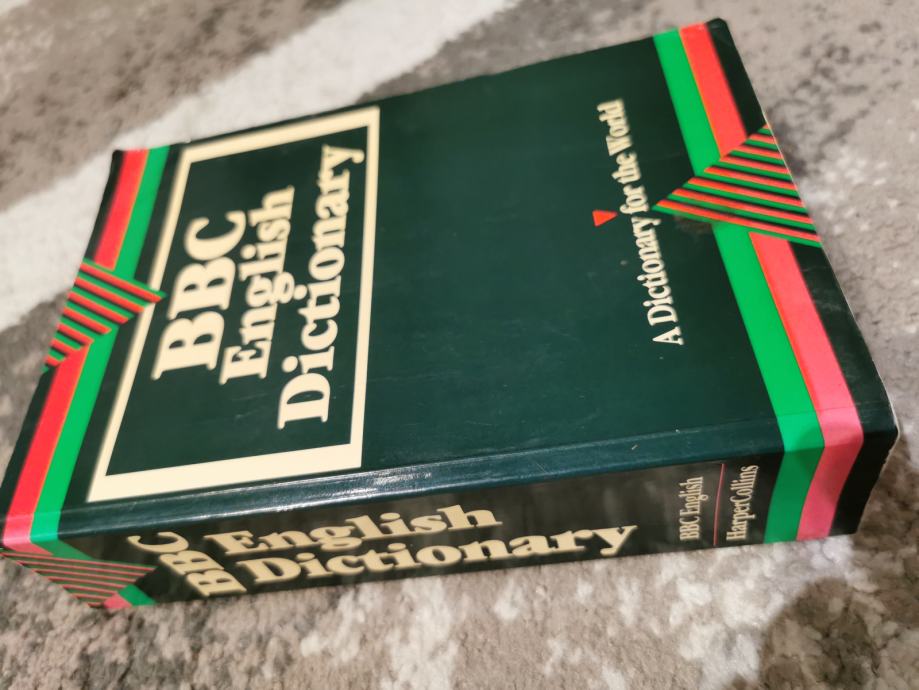 BBC
English
Dictionary
A Dictionary for the World
BBC
English
Dictionary
BBC English
HarperCollins